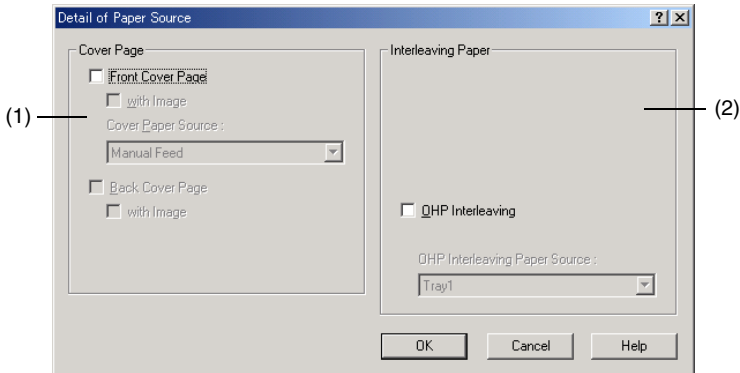 Detail of Paper Source
Cover Page
Front Cover Page
with Image
Cover Paper Source :
Manual Feed
Back Cover Page
with Image
(1)
Interleaving Paper
(2)
OHP Interleaving
OHP Interleaving Paper Source :
Tray1
OK Cancel Help